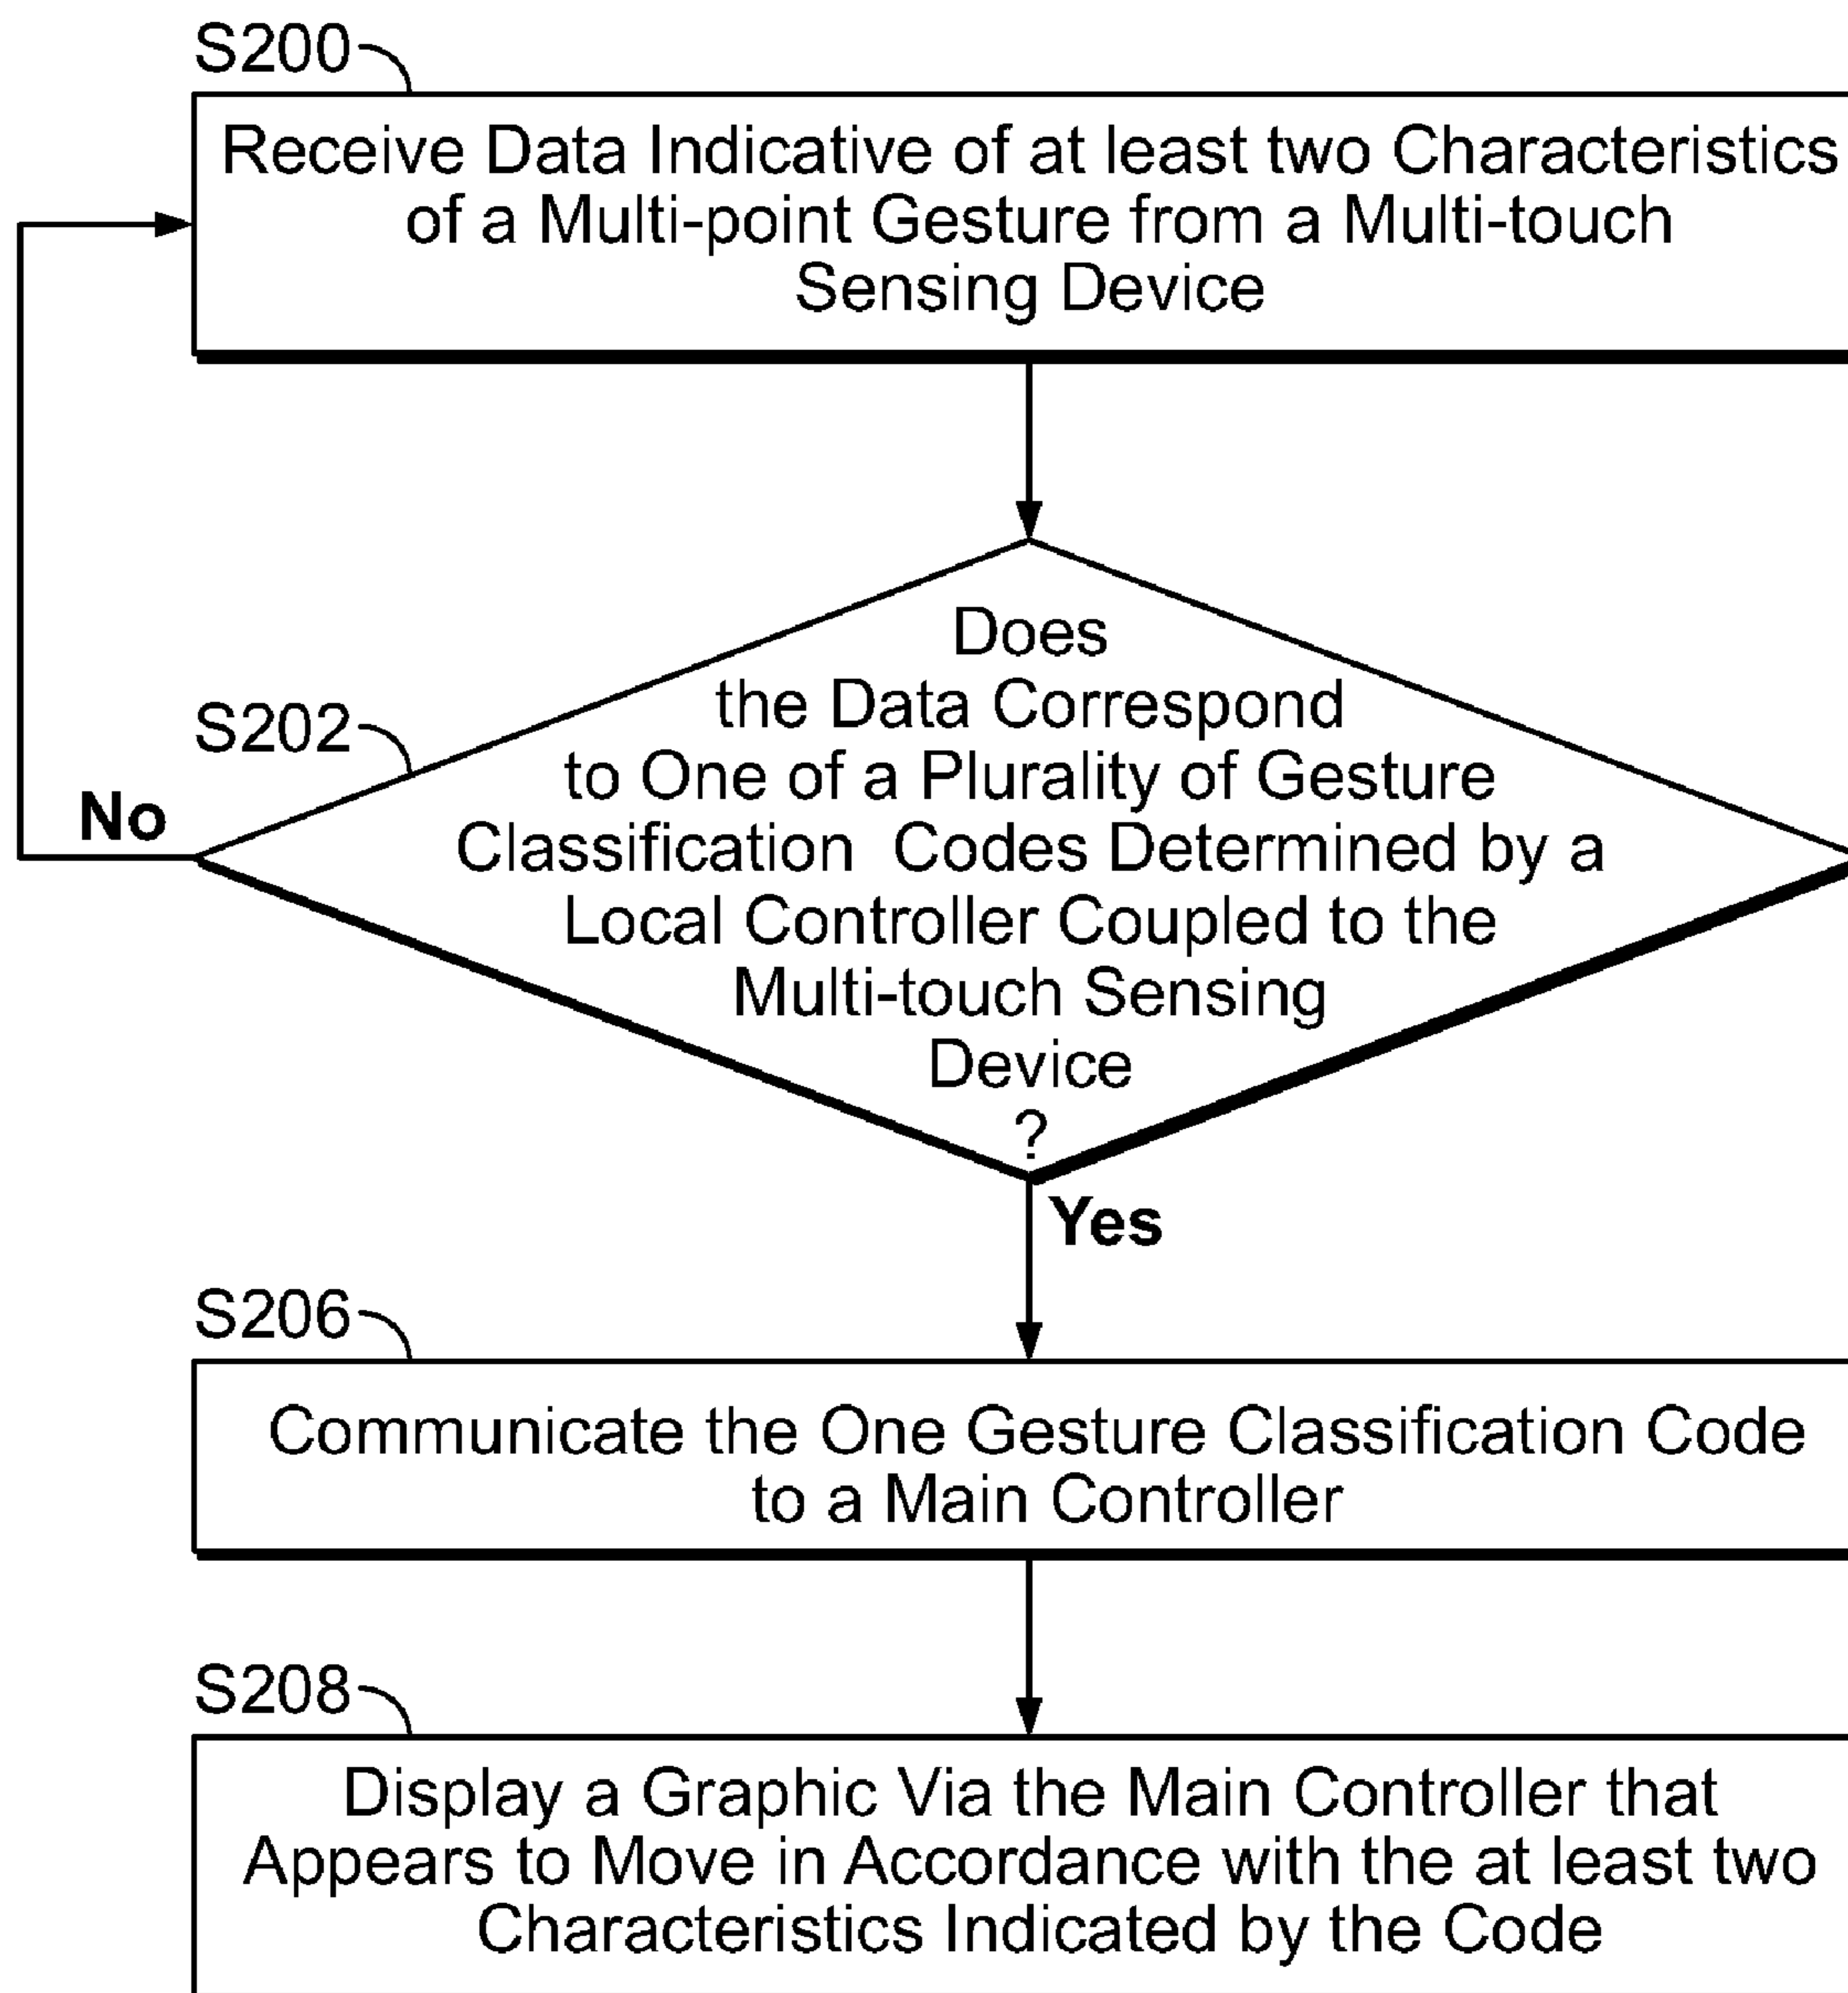 S200
Receive Data Indicative of at least two Characteristics
of a Multi-point Gesture from a Multi-touch
Sensing Device
Does
the Data Correspond
S202
to One of a Plurality of Gesture
No
Classification Codes Determined by a
Local Controller Coupled to the
Multi-touch Sensing
Device
?
Yes
S206
Communicate the One Gesture Classification Code
to a Main Controller
S208
Display a Graphic Via the Main Controller that
Appears to Move in Accordance with the at least two
Characteristics Indicated by the Code